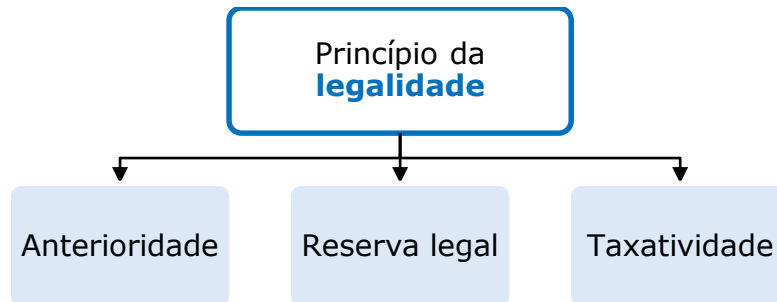 Princípio da
legalidade
Anterioridade
Reserva legal
Taxatividade